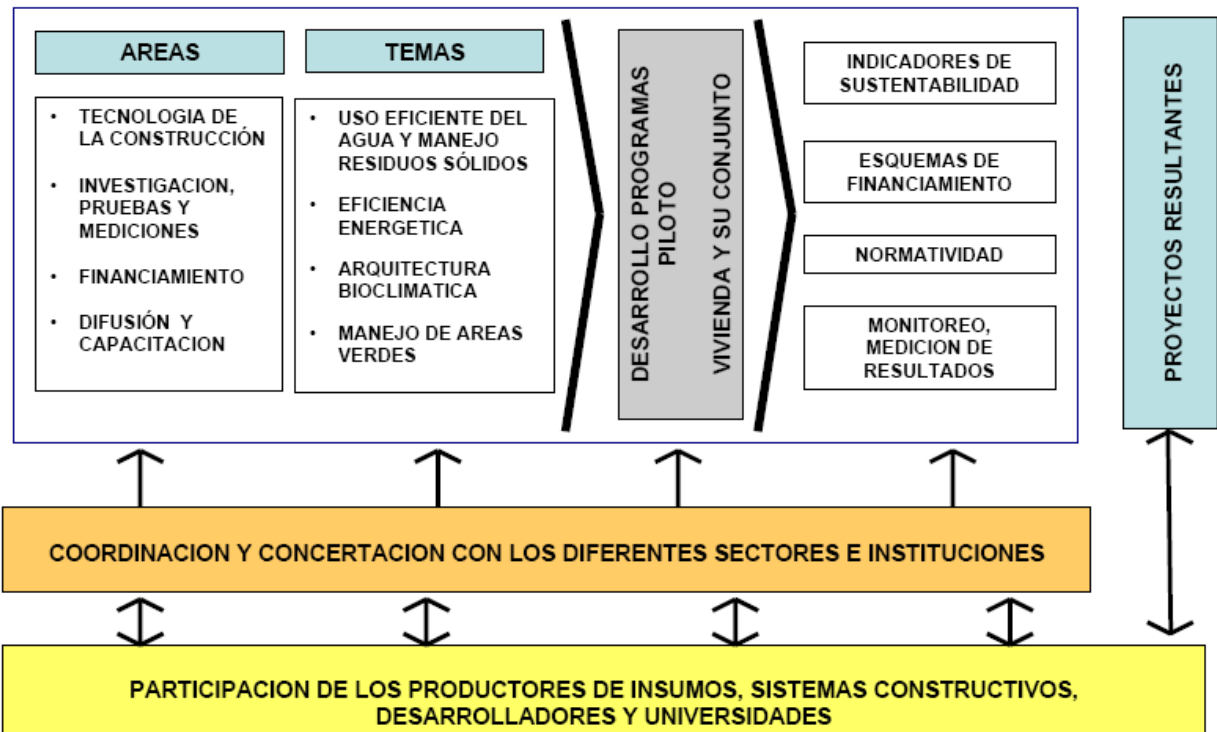 AREAS
• TECNOLOGIA DE
LA CONSTRUCCIÓN
• INVESTIGACION,
PRUEBAS Y
MEDICIONES
• FINANCIAMIENTO
• DIFUSIÓN Y
CAPACITACION
TEMAS
• USO EFICIENTE DEL
AGUA Y MANEJO
RESIDUOS SÓLIDOS
• EFICIENCIA
ENERGETICA
• ARQUITECTURA
BIOCLIMATICA
• MANEJO DE AREAS
VERDES
DESARROLLO PROGRAMAS
PILOTO
VIVIENDA Y SU CONJUNTO
INDICADORES DE
SUSTENTABILIDAD
ESQUEMAS DE
FINANCIAMIENTO
NORMATIVIDAD
MONITOREO,
MEDICION DE
RESULTADOS
PROYECTOS RESULTANTES
COORDINACION Y CONCERTACION CON LOS DIFERENTES SECTORES E INSTITUCIONES
PARTICIPACION DE LOS PRODUCTORES DE INSUMOS, SISTEMAS CONSTRUCTIVOS,
DESARROLLADORES Y UNIVERSIDADES